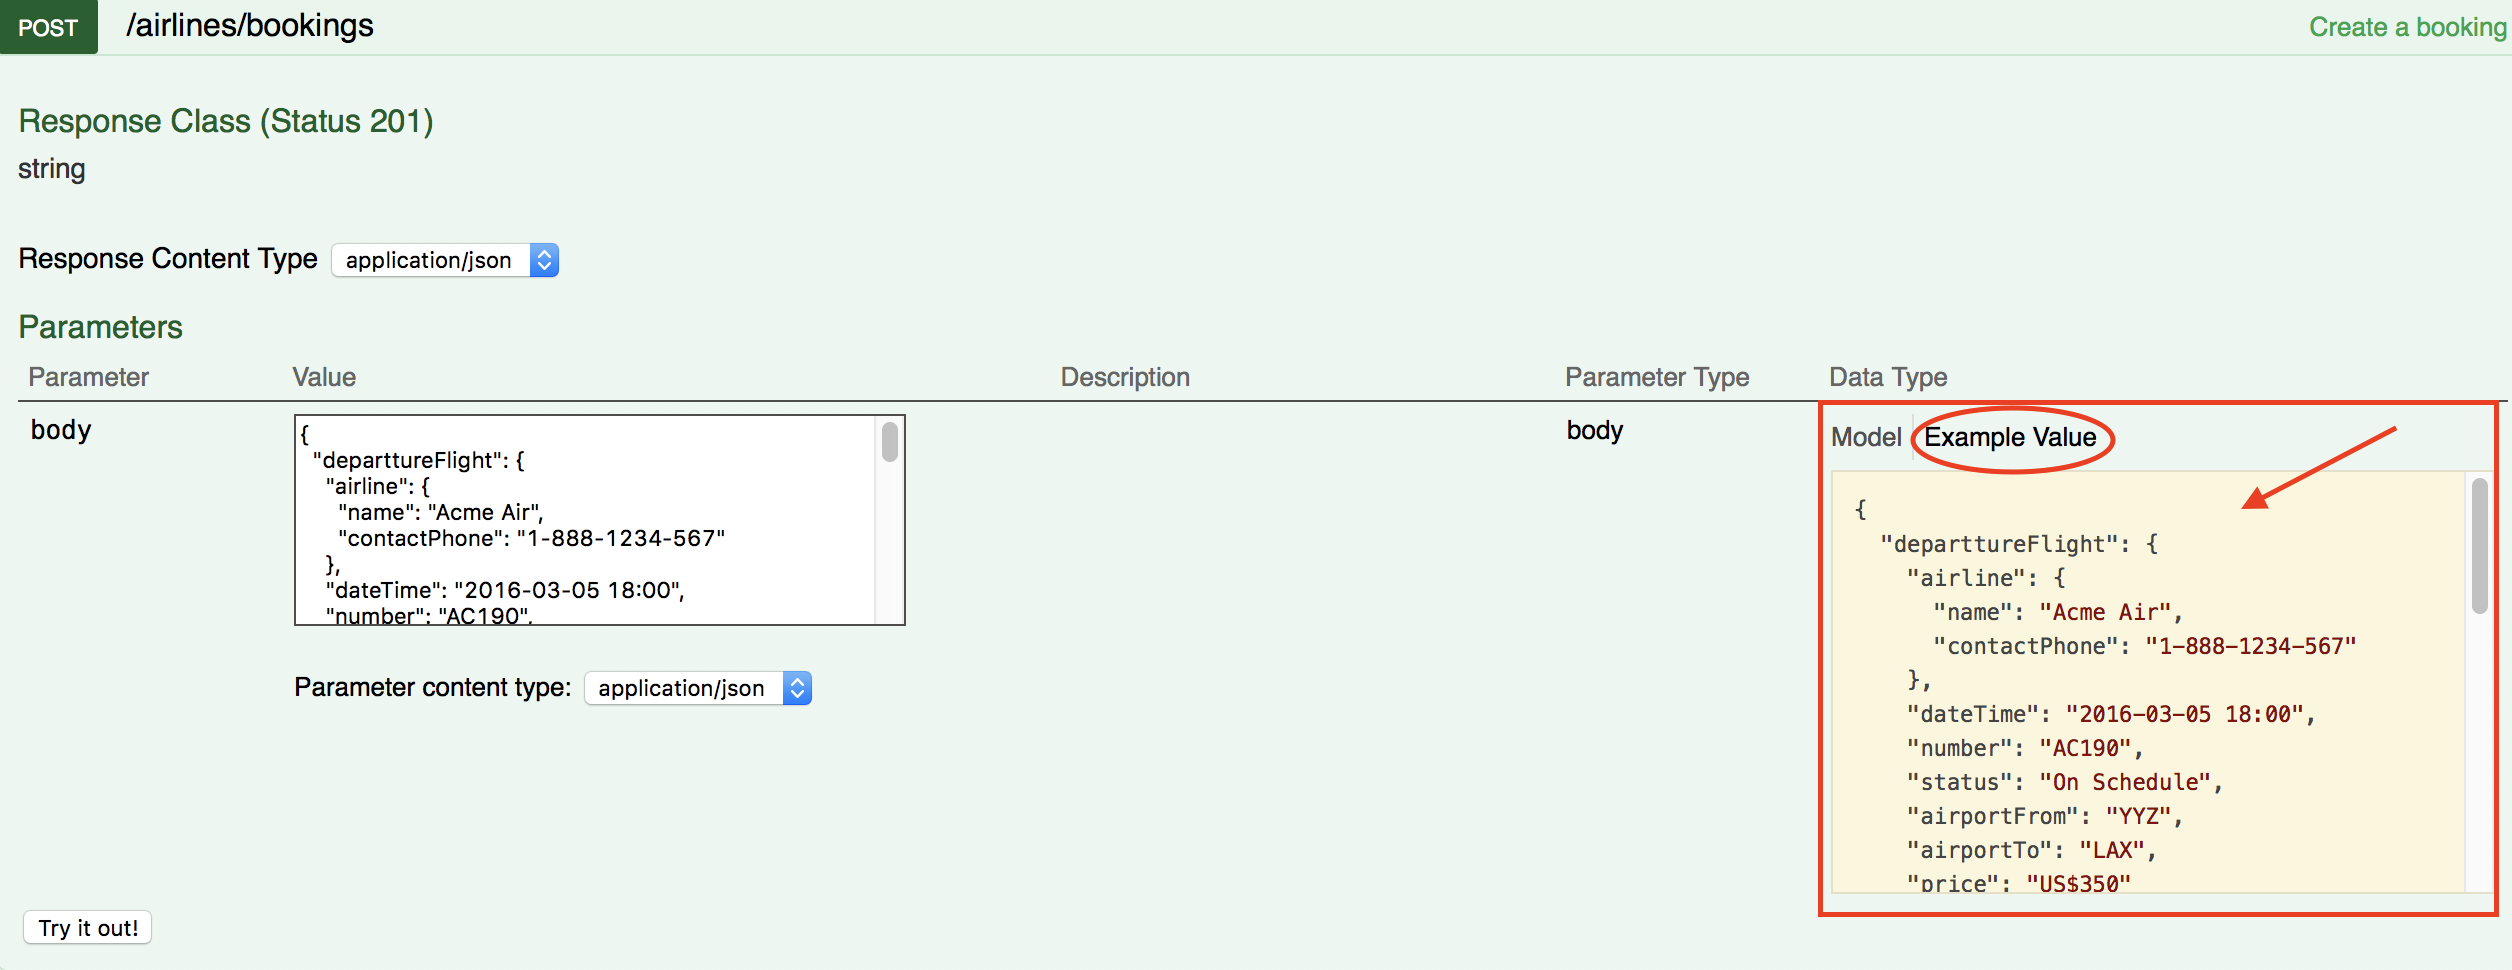 POST /airlines/bookings Create a booking
Response Class (Status 201)
string
Response Content Type application/json
Parameters
Parameter Value Description Parameter Type Data Type
body
{
"departtureFlight": {
"airline": {
"name": "Acme Air",
"contactPhone": "1-888-1234-567"
},
"dateTime": "2016-03-05 18:00",
"number": "AC190",
Parameter content type: application/json
body
Model Example Value
{
"departtureFlight": {
"airline": {
"name": "Acme Air",
"contactPhone": "1-888-1234-567"
},
"dateTime": "2016-03-05 18:00",
"number": "AC190",
"status": "On Schedule",
"airportFrom": "YYZ",
"airportTo": "LAX",
"price": "US$350"
Try it out!